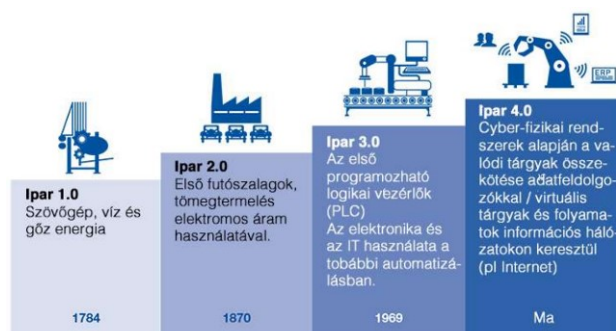 ERP
Ipar 1.0
Szövőgép, víz és
gőz energia
1784
Ipar 2.0
Első futószalagok,
tömegtermelés
elektromos áram
használatával.
1870
Ipar 3.0
Az első
programozható
logikai vezérlők
(PLC)
Az elektronika és
az IT használata a
tobábbi automatizá-
lásban.
1969
Ipar 4.0
Cyber-fizikai rend-
szerek alapján a va-
lódi tárgyak össze-
kötése adatfeldolgo-
zókkal / virtuális
tárgyak és folyama-
tok információs háló-
zatokon keresztül
(pl Internet)
Ma